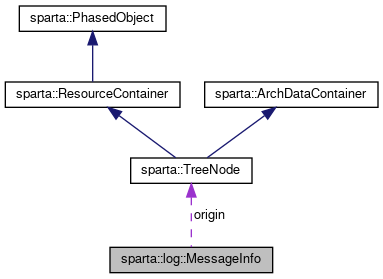 sparta::PhasedObject
sparta::ResourceContainer
sparta::ArchDataContainer
sparta::TreeNode
origin
sparta::log::MessageInfo